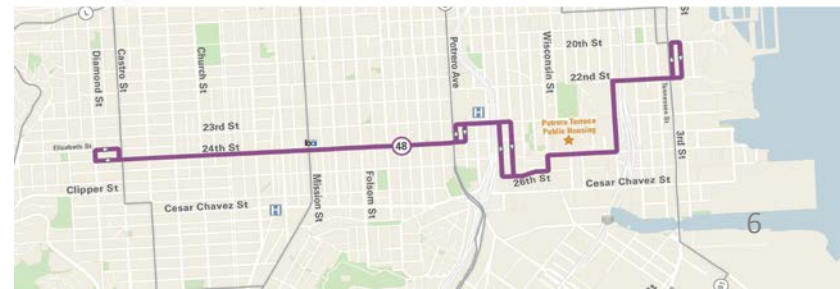 L
Diamond St
Castro St
Church St
Potrero Ave
Wisconsin St
20th St
22nd St
Tennessee St
3rd St
H
Potrero Terrace
Public Housing
23rd St
Elizabeth St
24th St
48
26th St
Clipper St
Mission St
Folsom St
Cesar Chavez St
Cesar Chavez St
H
6